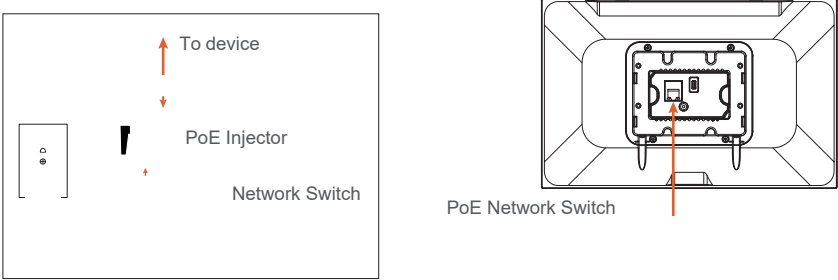 To device
PoE Injector
Network Switch
PoE Network Switch